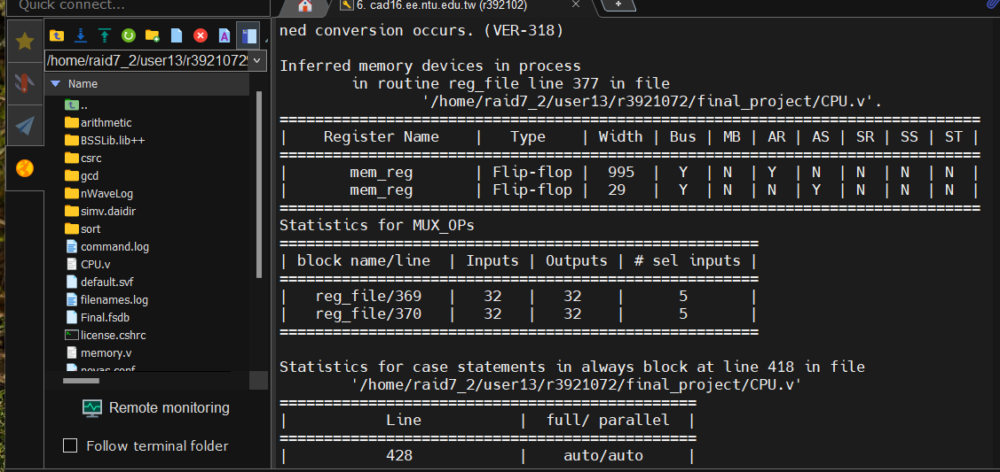 Quick connect...
6. cad16.ee.ntu.edu.tw (r392102)
/home/raid7_2/user13/r3921072
Name
..
arithmetic
BSSLib.lib++
csrc
gcd
nWaveLog
simv.daidir
sort
command.log
CPU.v
default.svf
filenames.log
Final.fsdb
license.cshrc
memory.v
novas.conf
Remote monitoring
Follow terminal folder
ned conversion occurs. (VER-318)
Inferred memory devices in process
in routine reg_file line 377 in file
'/home/raid7_2/user13/r3921072/final_project/CPU.v'.
===============================================================================
| Register Name | Type | Width | Bus | MB | AR | AS | SR | SS | ST |
===============================================================================
| mem_reg | Flip-flop | 995 | Y | N | Y | N | N | N | N |
| mem_reg | Flip-flop | 29 | Y | N | N | Y | N | N | N |
===============================================================================
Statistics for MUX_OPs
======================================================
| block name/line | Inputs | Outputs | # sel inputs |
======================================================
| reg_file/369 | 32 | 32 | 5 |
| reg_file/370 | 32 | 32 | 5 |
======================================================
Statistics for case statements in always block at line 418 in file
'/home/raid7_2/user13/r3921072/final_project/CPU.v'
===============================================
| Line | full/ parallel |
===============================================
| 428 | auto/auto |